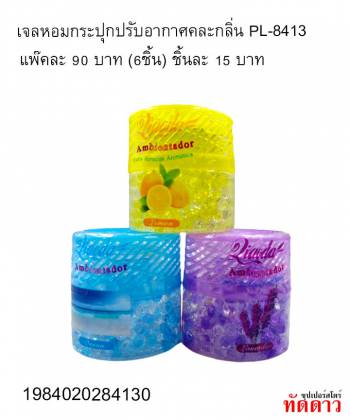 เจลหอมกระปุกปรับอากาศคละกลิ่น PL-8413
แพ๊คละ 90 บาท (6ชิ้น) ชิ้นละ 15 บาท
Ambientador
Lemon
Ambientador
Ambientador
1984020284130
ซุปเปอร์สโตร์
ทัดดาว